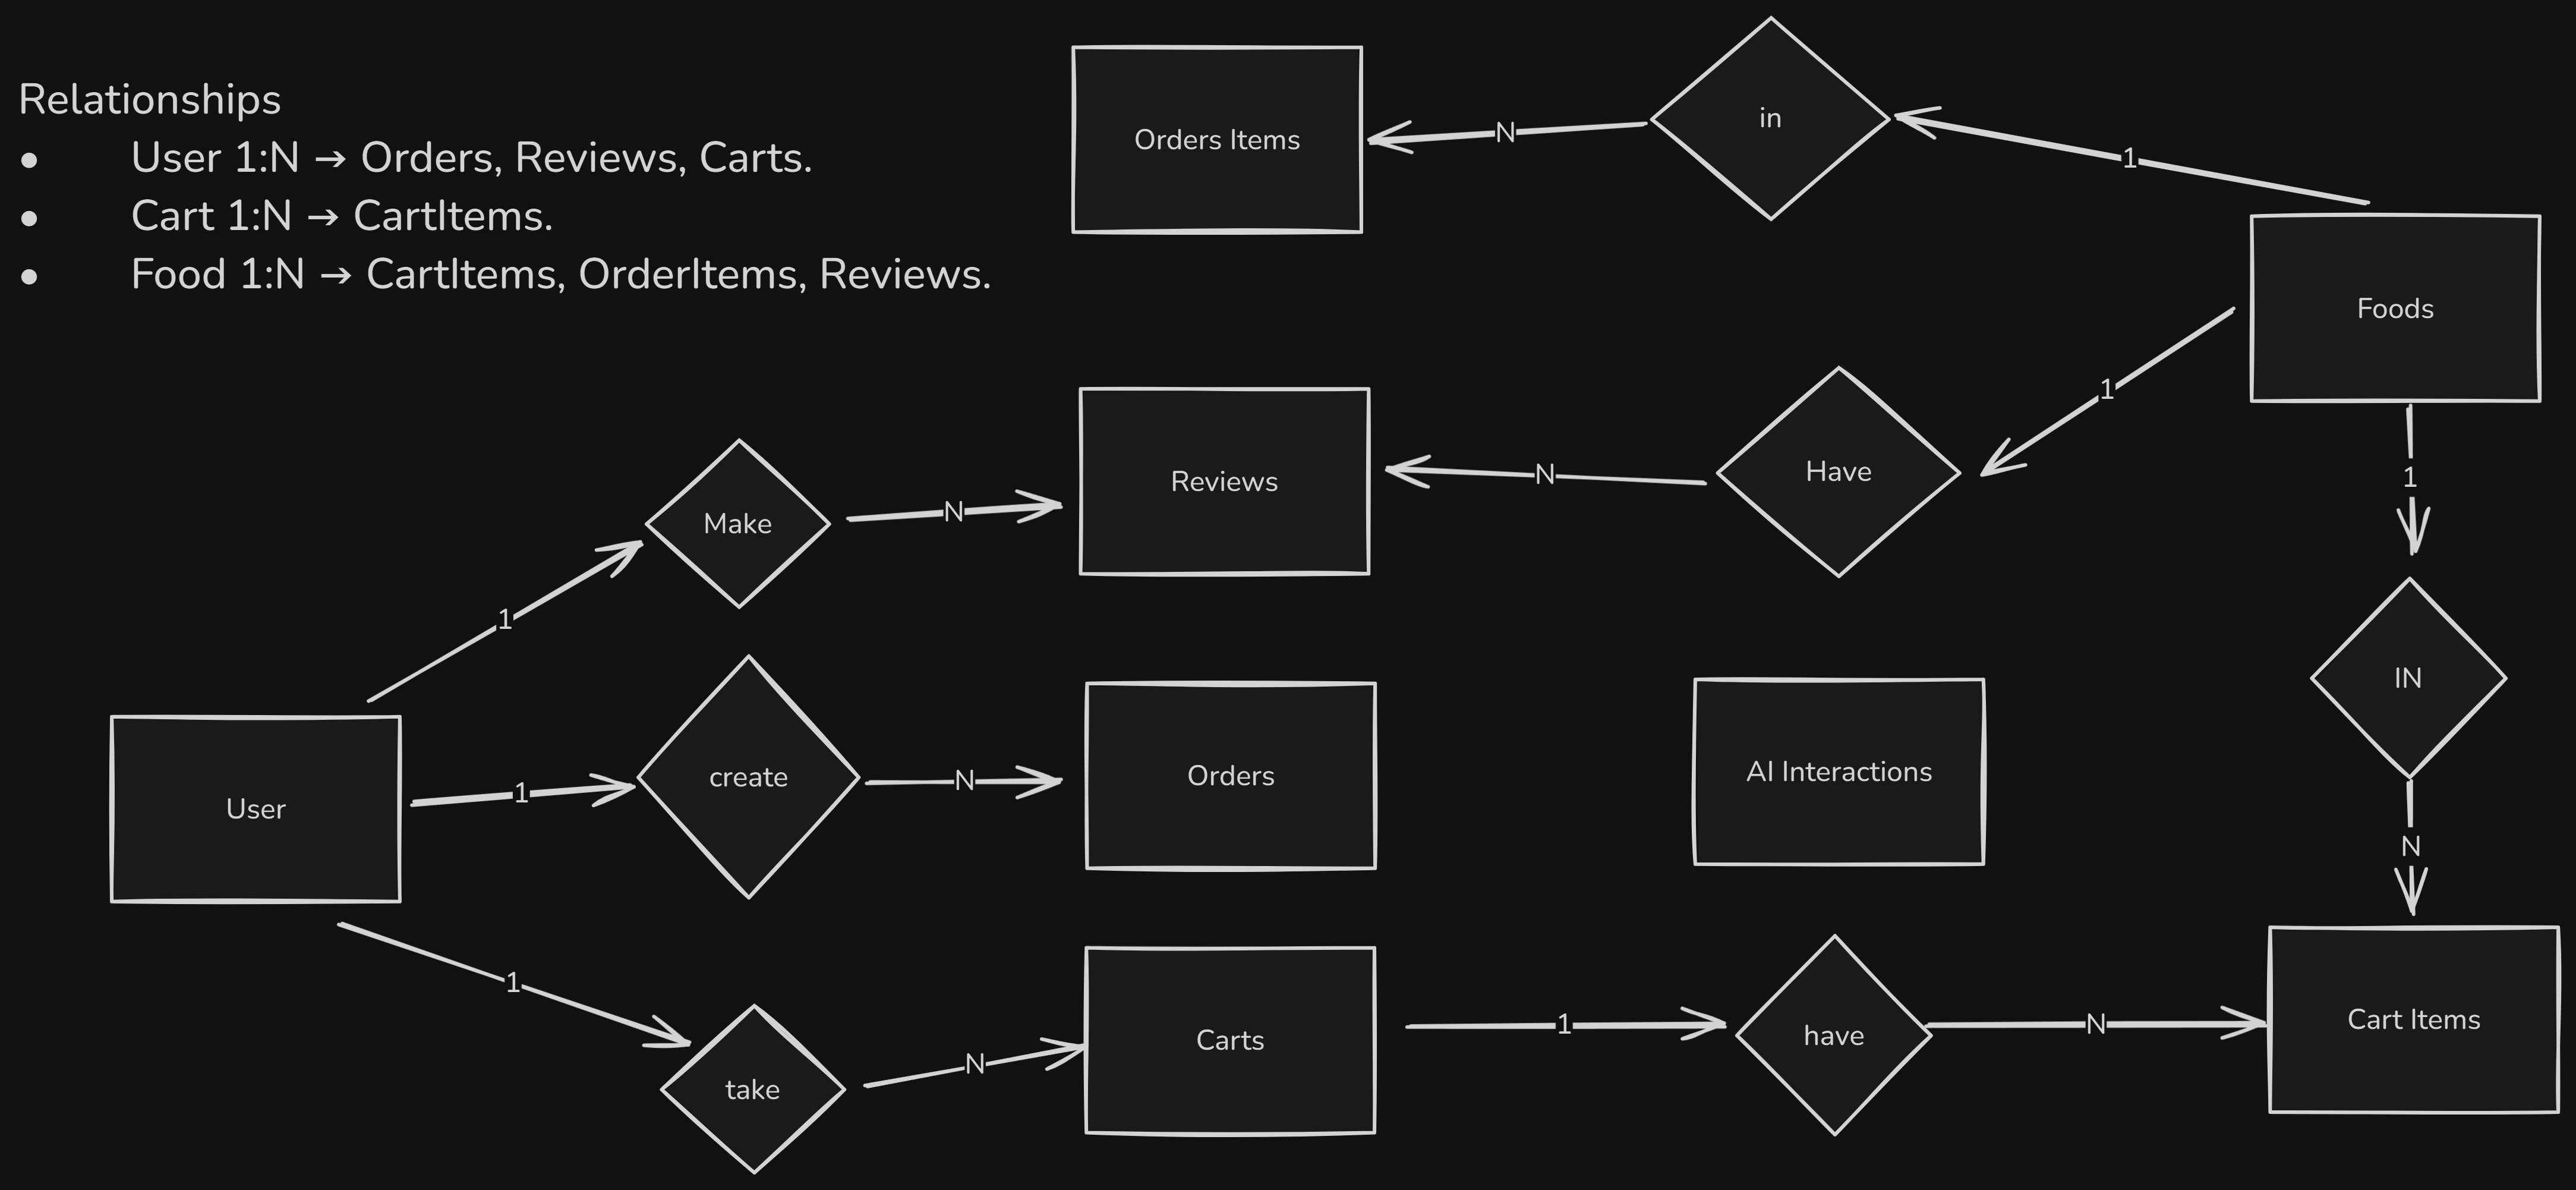 Relationships
• User 1:N → Orders, Reviews, Carts.
• Cart 1:N → CartItems.
• Food 1:N → CartItems, OrderItems, Reviews.
Orders Items
N
in
1
Foods
1
Have
N
Reviews
N
Make
1
1
IN
N
User
1
create
N
Orders
AI Interactions
1
take
N
Carts
1
have
N
Cart Items